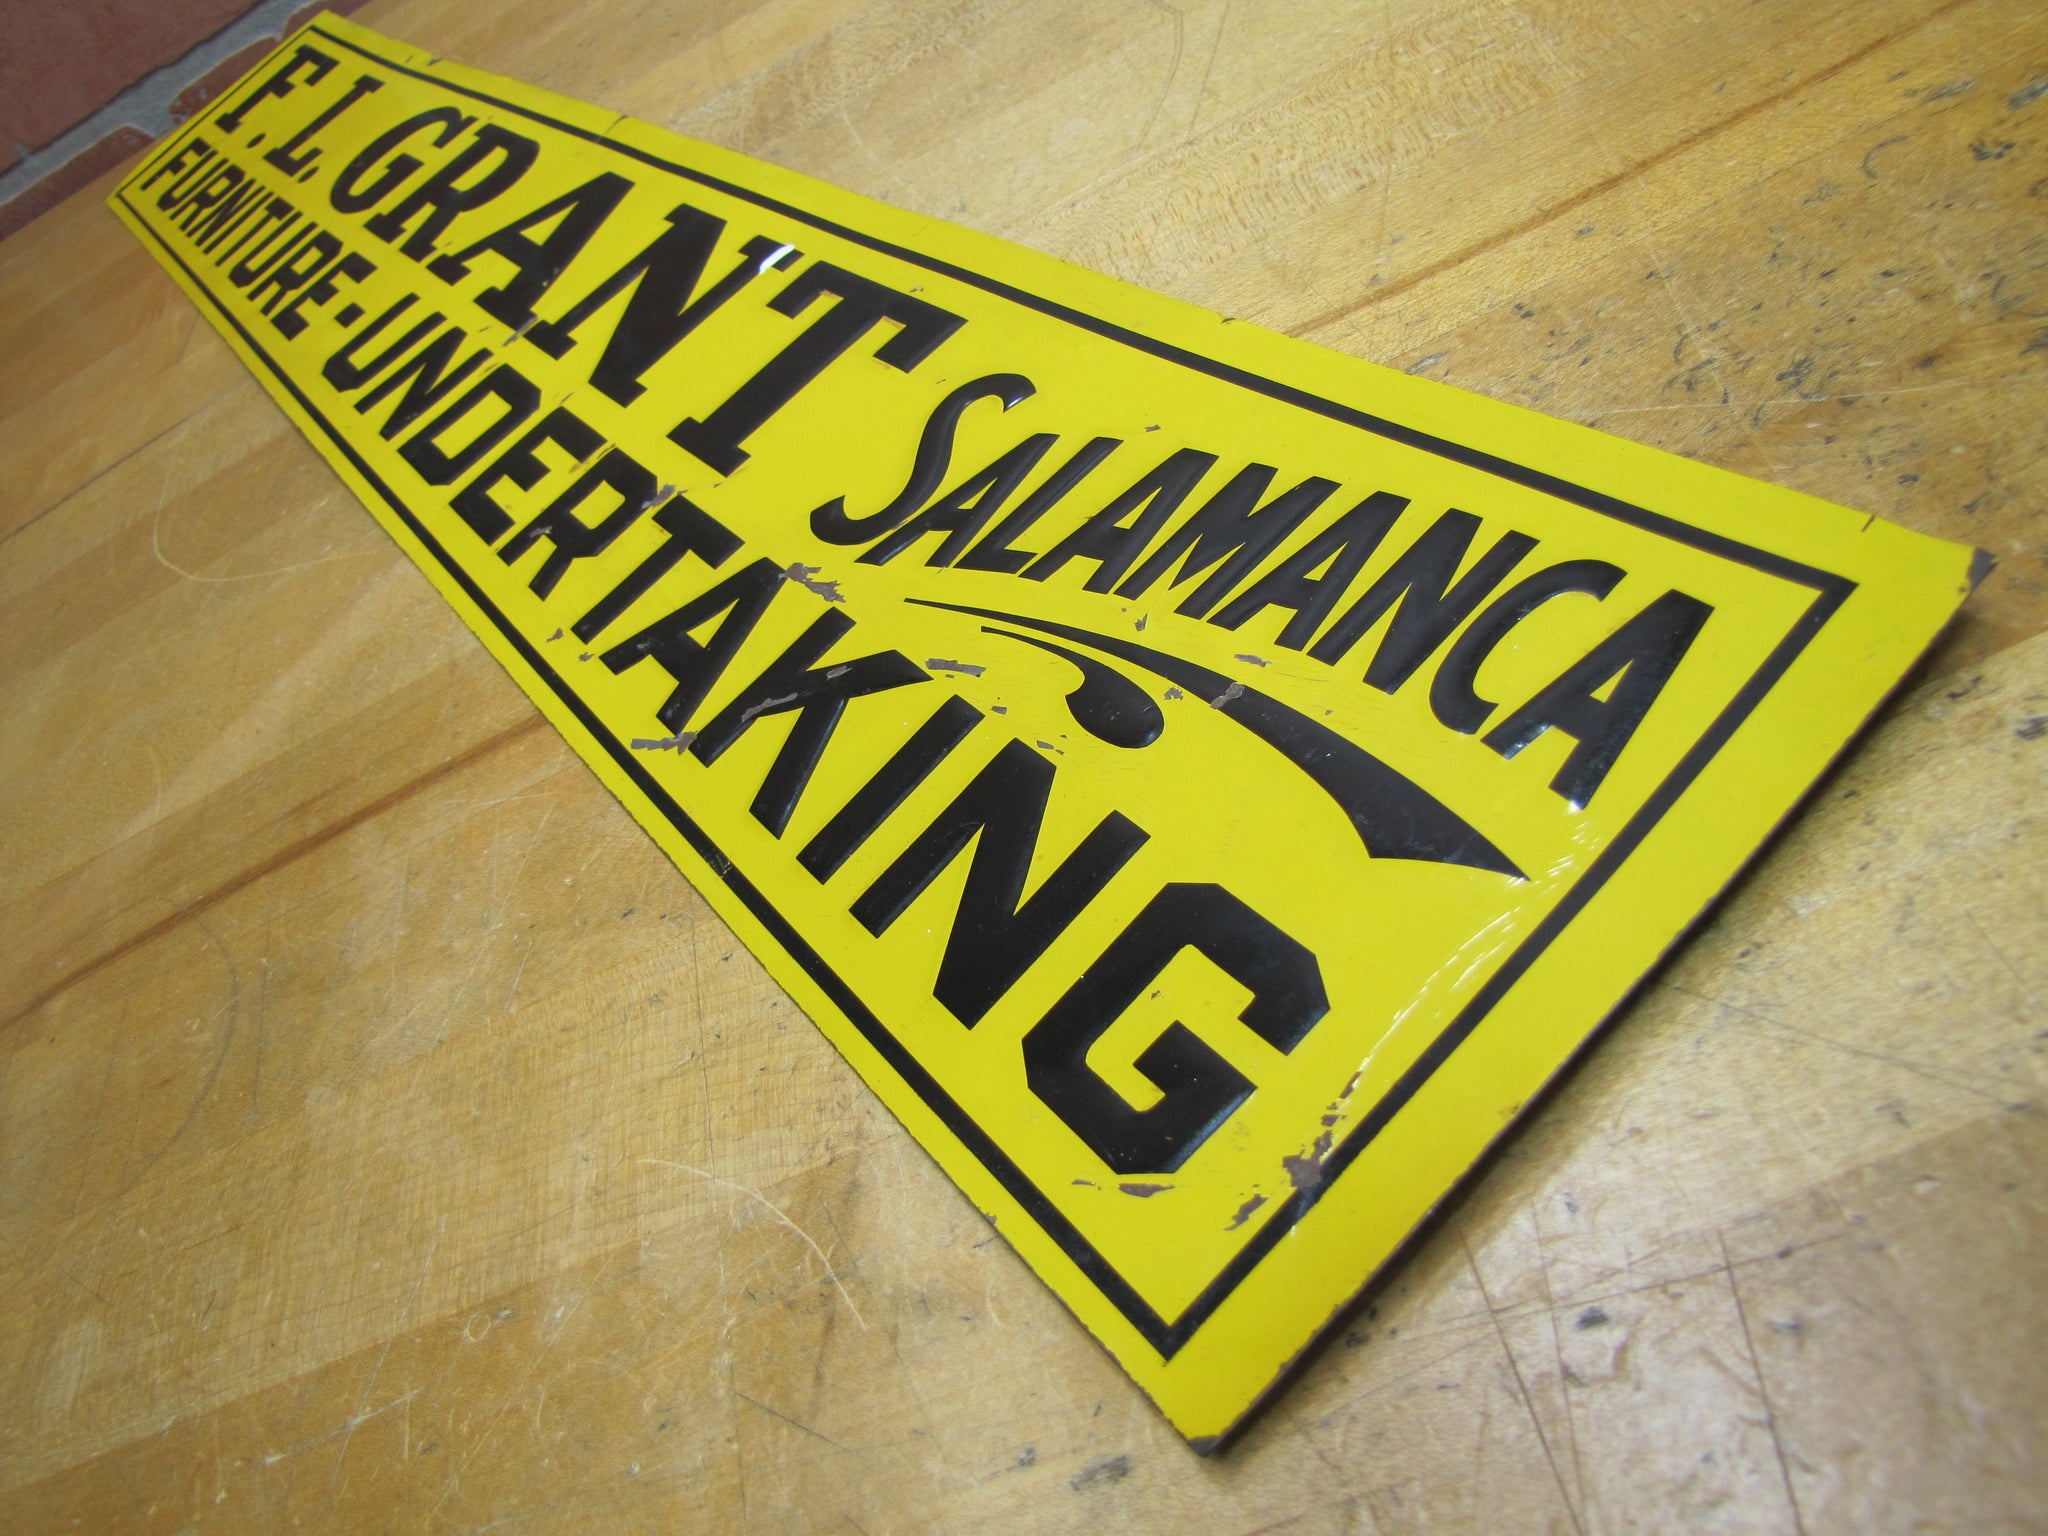 F. L. GRANT SALAMANCA
FURNITURE-UNDERTAKING